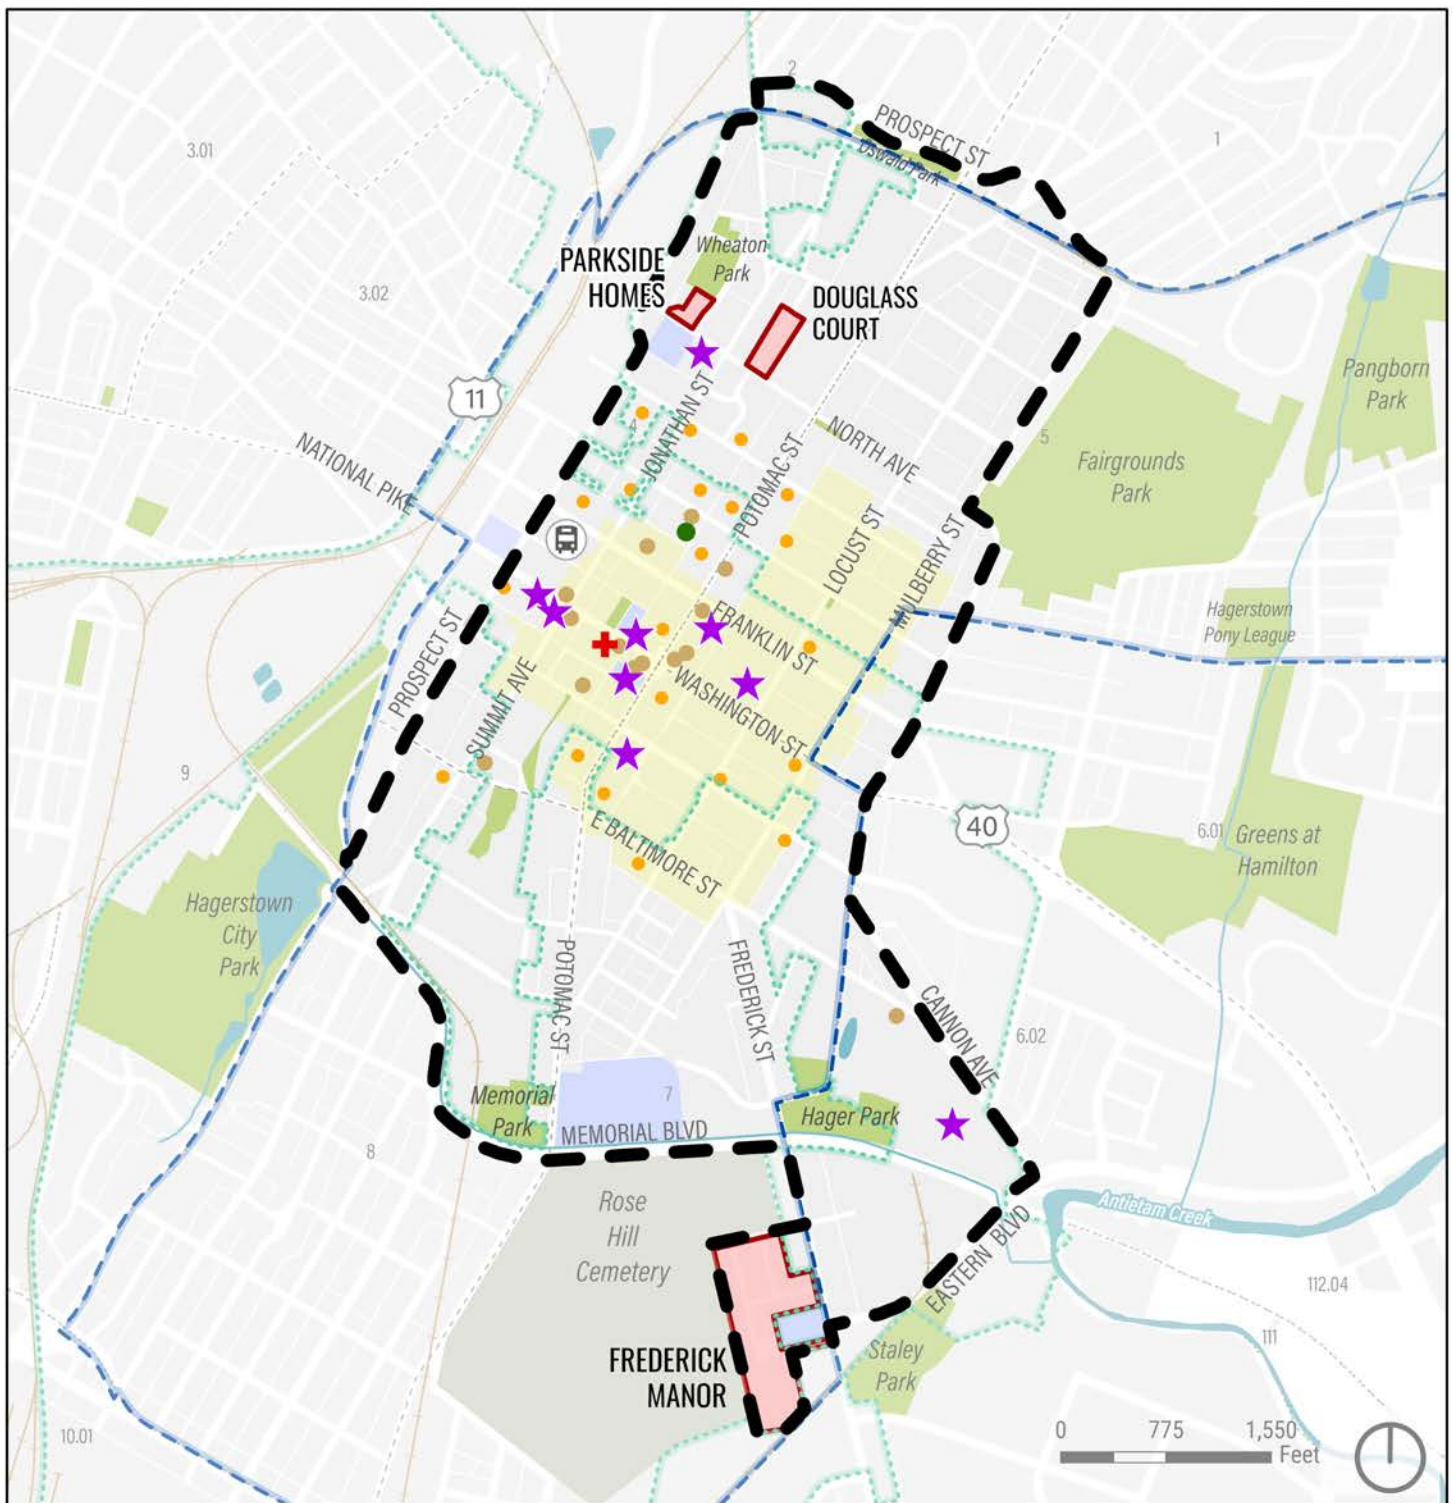 2
PROSPECT ST
1
Oswald Park
3.01
Wheaton
Park
PARKSIDE
HOMES
3.02
DOUGLASS
COURT
Pangborn
Park
11
JONATHAN ST
4
NORTH AVE
5
Fairgrounds
Park
NATIONAL PIKE
POTOMAC ST
LOCUST ST
MULBERRY ST
Hagerstown
Pony League
FRANKLIN ST
PROSPECT ST
SUMMIT AVE
WASHINGTON ST
9
40
6.01
Greens at
Hamilton
E BALTIMORE ST
Hagerstown
City
Park
POTOMAC ST
FREDERICK ST
CANNON AVE
6.02
Memorial
Park
7
Hager Park
MEMORIAL BLVD
8
Rose
Hill
Cemetery
Antietam Creek
EASTERN BLVD
112.04
111
FREDERICK
MANOR
Staley
Park
10.01
0 775 1,550
Feet